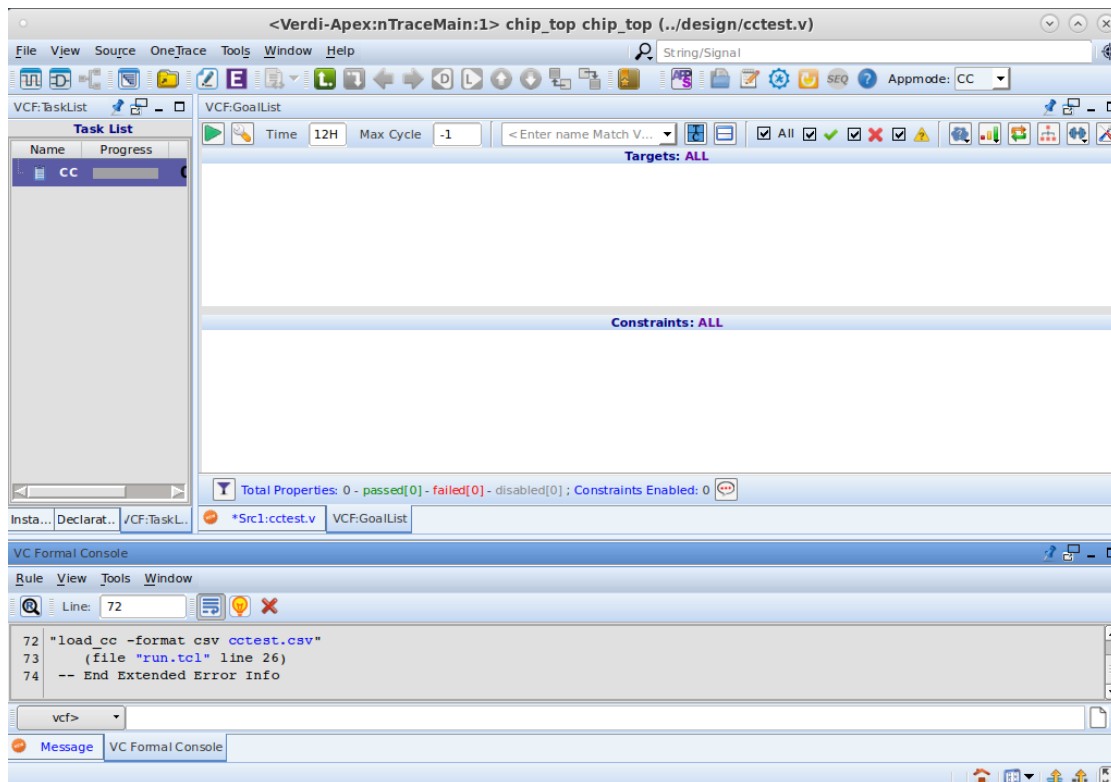 <Verdi-Apex:nTraceMain:1> chip_top chip_top (../design/cctest.v)
File View Source OneTrace Tools Window Help String/Signal
E D L APPS SEQ ? Appmode: CC
VCF:TaskList VCF:GoalList
Task List
Name Progress
CC
Time 12H Max Cycle -1 <Enter name Match V... All
Targets: ALL
Constraints: ALL
Total Properties: 0 - passed[0] - failed[0] - disabled[0] ; Constraints Enabled: 0
Insta... Declarat.. /CF:TaskL.. *Src1:cctest.v VCF:GoalList
VC Formal Console
Rule View Tools Window
R Line: 72
72 "load_cc -format csv cctest.csv"
73 (file "run.tcl" line 26)
74 -- End Extended Error Info
vcf>
Message VC Formal Console